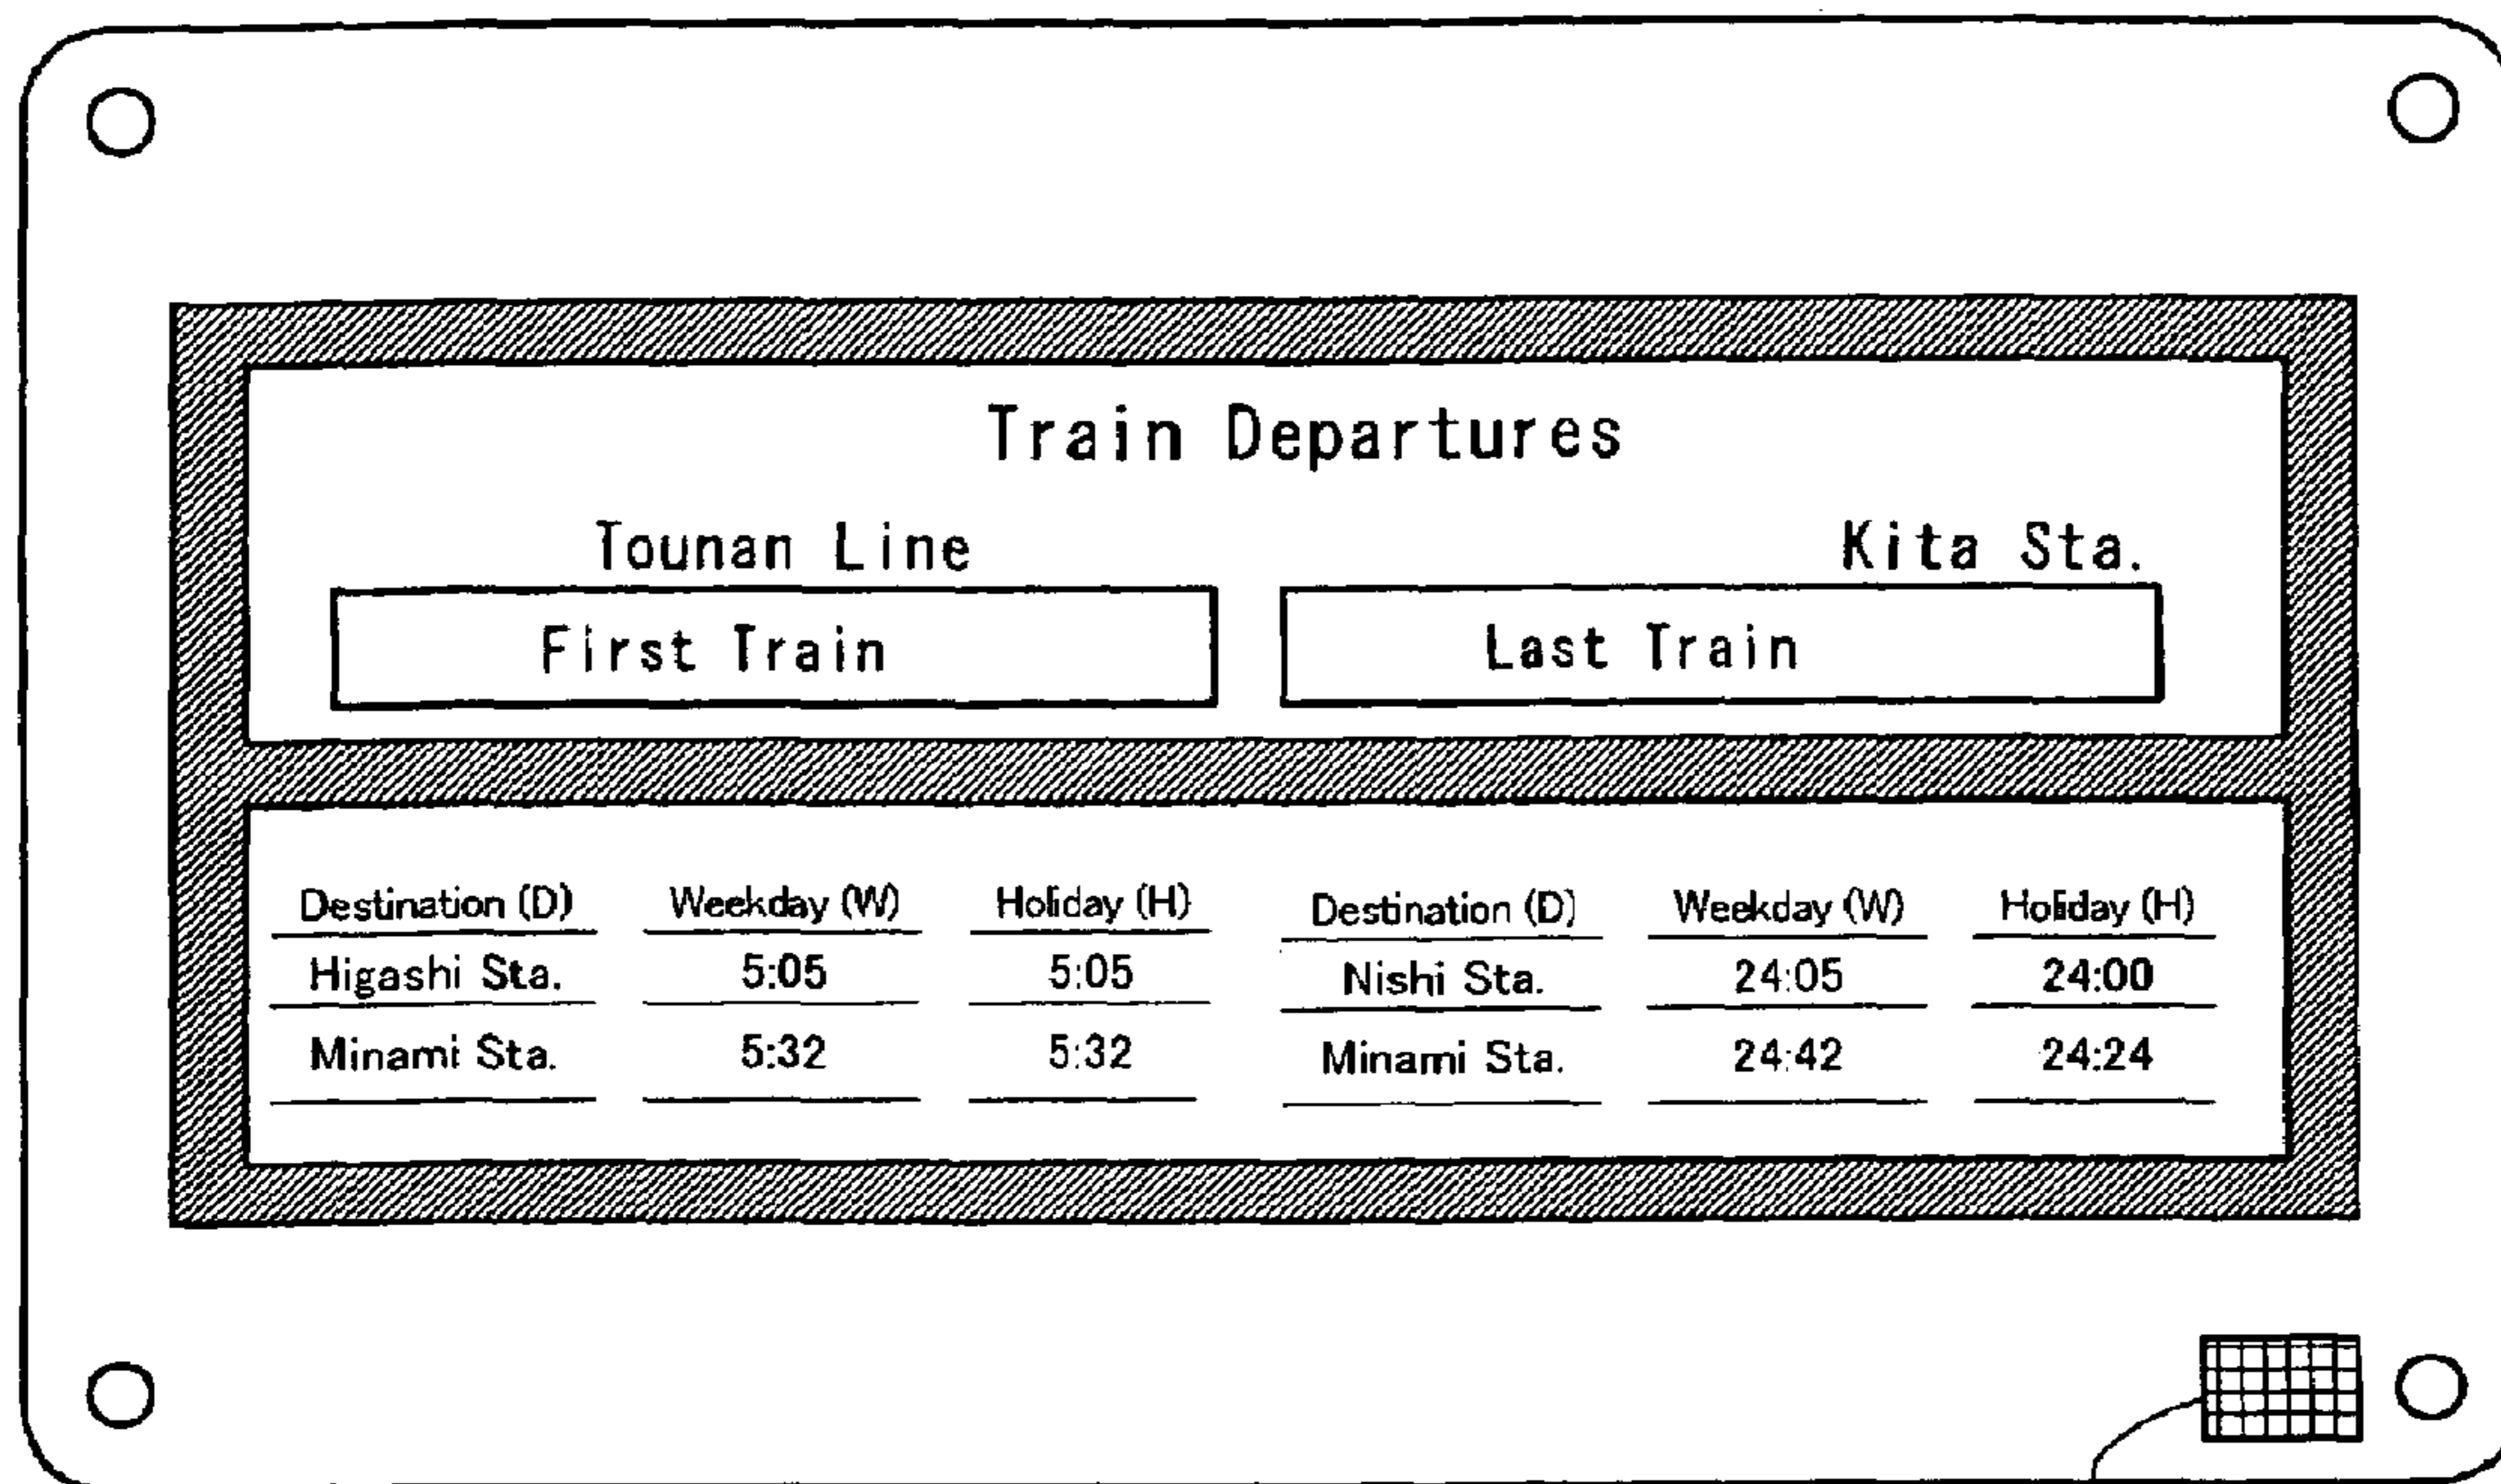 Train Departures
Tounan Line Kita Sta.
First Train Last Train
Destination (D) Weekday (W) Holiday (H) Destination (D) Weekday (W) Holiday (H)
Higashi Sta. 5:05 5:05 Nishi Sta. 24:05 24:00
Minami Sta. 5:32 5:32 Minami Sta. 24:42 24:24